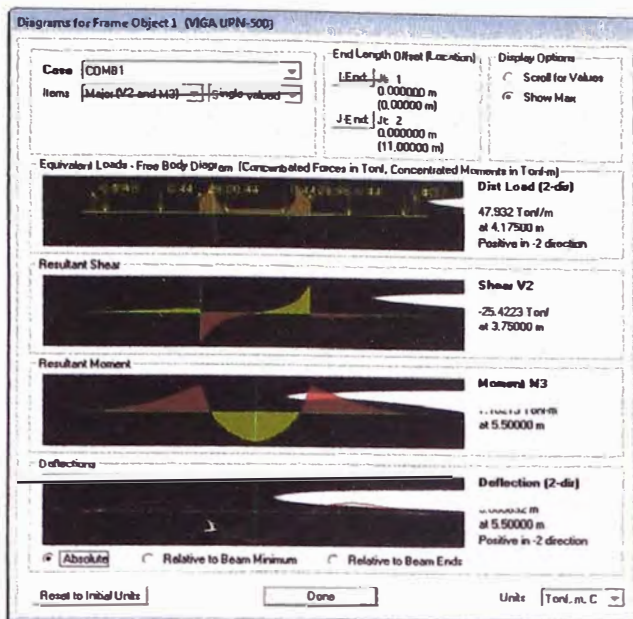 Diagrams for Frame Object 1 (VIGA UPN-500)
Case COMB1
Items Major (V2 and M3) Single valued
End Length Offset (Location)
I-End Jt: 1
0.000000 m
(0.00000 m)
J-End Jt: 2
0.000000 m
(11.00000 m)
Display Options
Scroll for Values
Show Max
Equivalent Loads - Free Body Diagram (Concentrated Forces in Tonf, Concentrated Moments in Tonf-m)
Dist Load (2-dir)
47.932 Tonf/m
at 4.17500 m
Positive in -2 direction
Resultant Shear
Shear V2
-25.4223 Tonf
at 3.75000 m
Resultant Moment
Moment M3
Tonf-m
at 5.50000 m
Deflections
Deflection (2-dir)
m
at 5.50000 m
Positive in -2 direction
Absolute Relative to Beam Minimum Relative to Beam Ends
Reset to Initial Units Done Units Tonf, m, C